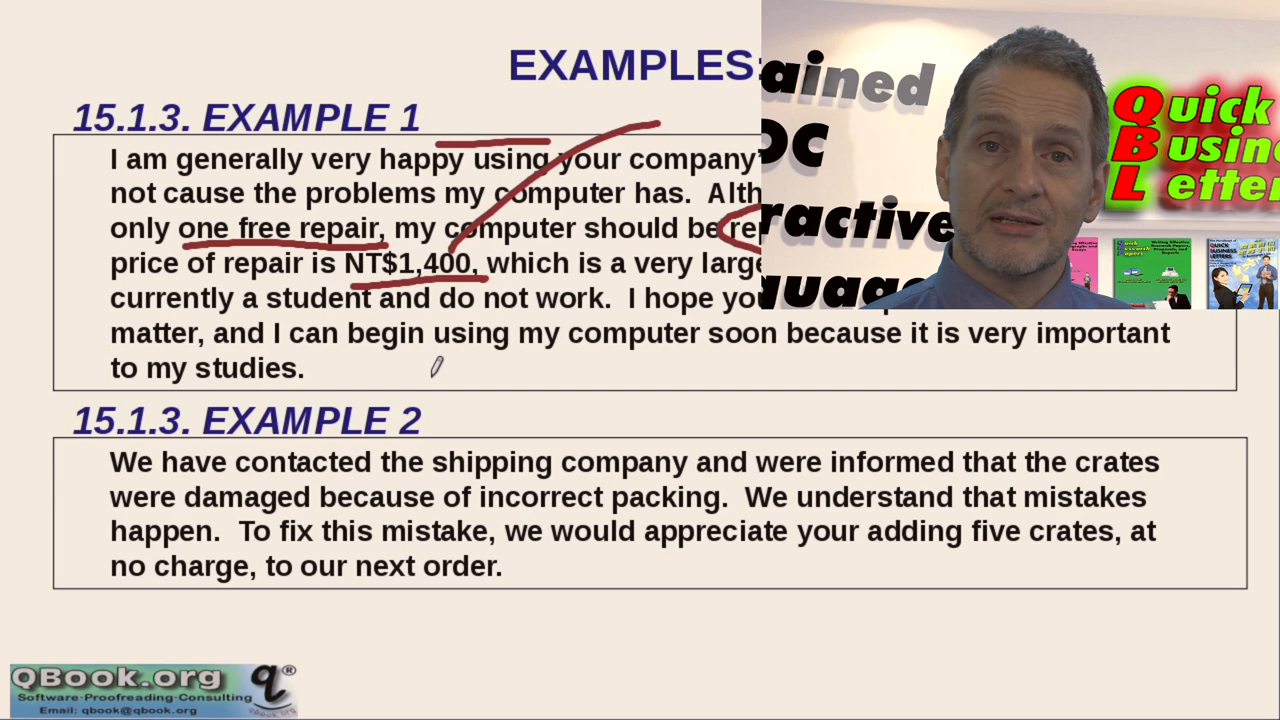 EXAMPLES
15.1.3. EXAMPLE 1
I am generally very happy using your company'
not cause the problems my computer has. Alth
only one free repair, my computer should be rep
price of repair is NT$1,400, which is a very large
currently a student and do not work. I hope you
matter, and I can begin using my computer soon because it is very important
to my studies.
15.1.3. EXAMPLE 2
We have contacted the shipping company and were informed that the crates
were damaged because of incorrect packing. We understand that mistakes
happen. To fix this mistake, we would appreciate your adding five crates, at
no charge, to our next order.
ained
OC
ractive
guage
Quick
Busine
Letter
QBook.org
Software·Proofreading·Consulting
Email: qbook@qbook.org
q®